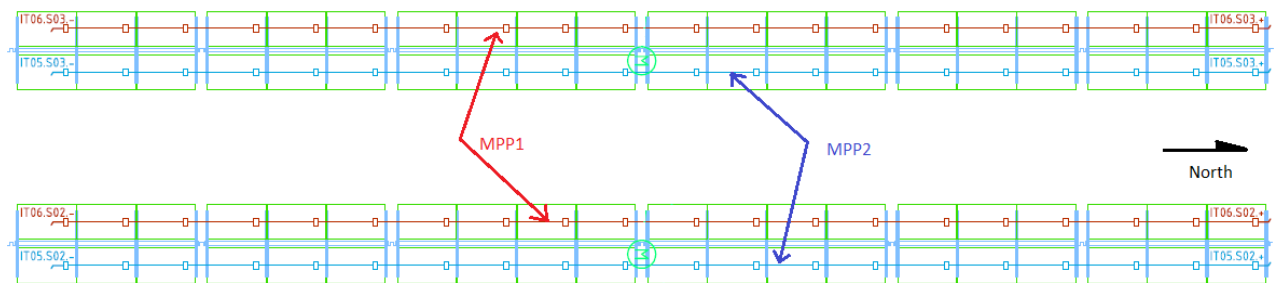 IT06.S03.- IT06.S03.+
IT05.S03.- IT05.S03.+
MPP1
MPP2
North
IT06.S02.- IT06.S02.+
IT05.S02.- IT05.S02.+